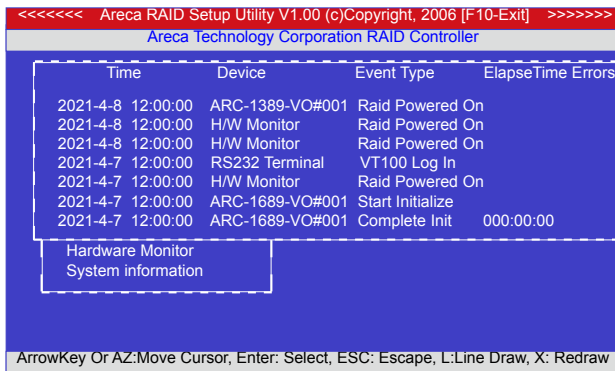 <<<<<<< Areca RAID Setup Utility V1.00 (c)Copyright, 2006 [F10-Exit] >>>>>>>
Areca Technology Corporation RAID Controller
Time Device Event Type ElapseTime Errors
2021-4-8 12:00:00 ARC-1389-VO#001 Raid Powered On
2021-4-8 12:00:00 H/W Monitor Raid Powered On
2021-4-8 12:00:00 H/W Monitor Raid Powered On
2021-4-7 12:00:00 RS232 Terminal VT100 Log In
2021-4-7 12:00:00 H/W Monitor Raid Powered On
2021-4-7 12:00:00 ARC-1689-VO#001 Start Initialize
2021-4-7 12:00:00 ARC-1689-VO#001 Complete Init 000:00:00
Hardware Monitor
System information
ArrowKey Or AZ:Move Cursor, Enter: Select, ESC: Escape, L:Line Draw, X: Redraw